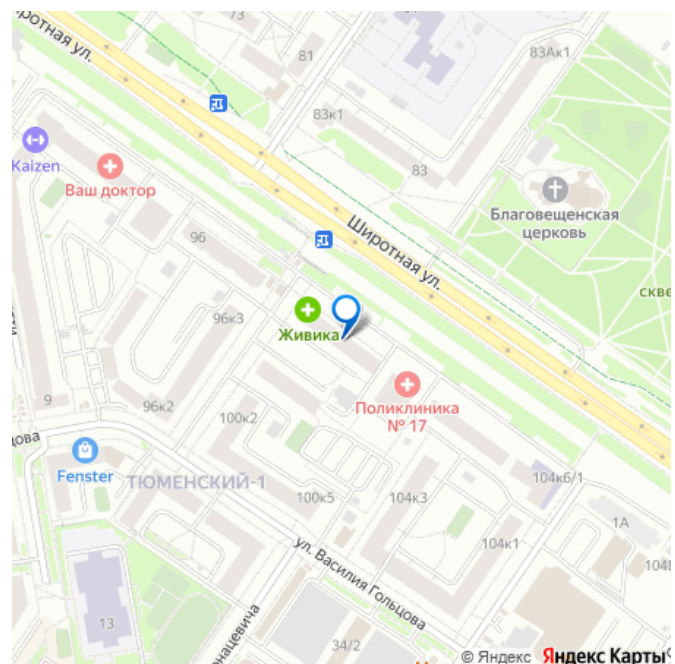 73
81
83Ак1
Широтная ул.
83к1
83
Kaizen
Ваш доктор
Благовещенская
церковь
96
Широтная ул.
скве
96к3
Живика
9
96к2
100к2
Поликлиника
№ 17
Fenster
ТЮМЕНСКИЙ-1
104к6/1
100к5
104к3
1А
104к1
ул. Василия Гольцова
13
34/2
© Яндекс Яндекс Карты